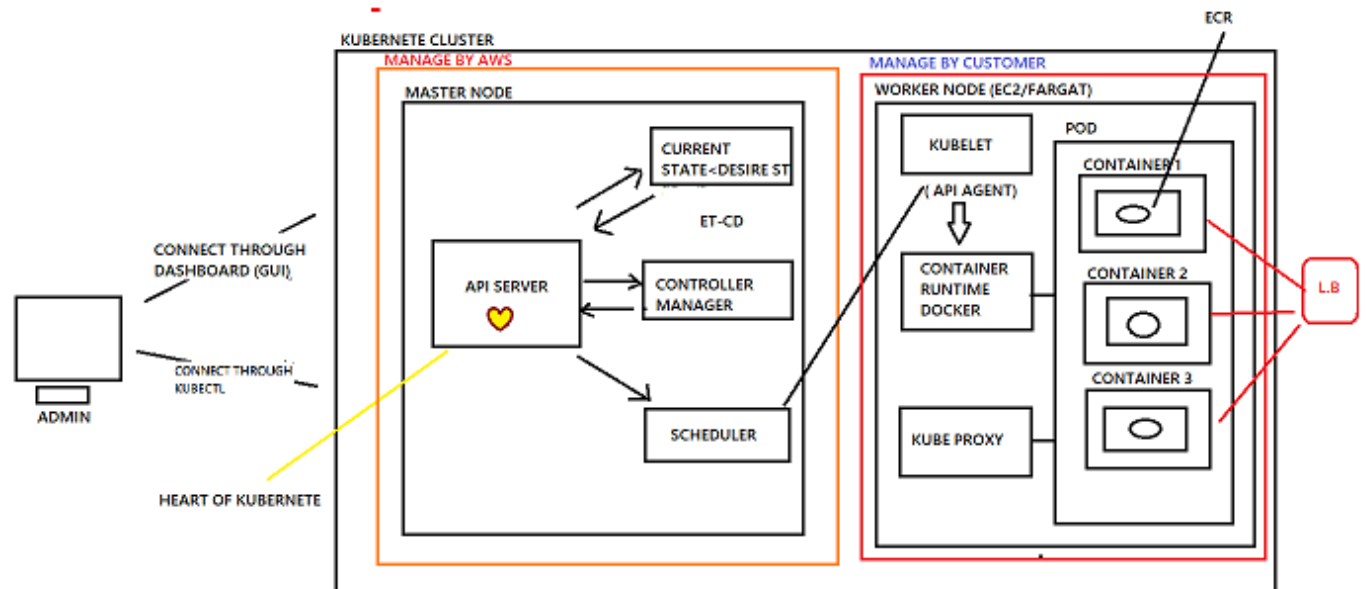 ECR
KUBERNETE CLUSTER
MANAGE BY AWS
MANAGE BY CUSTOMER
MASTER NODE
WORKER NODE (EC2/FARGAT)
CURRENT
STATE<DESIRE ST
ET-CD
API SERVER
CONTROLLER
MANAGER
SCHEDULER
KUBELET
( API AGENT)
CONTAINER
RUNTIME
DOCKER
KUBE PROXY
POD
CONTAINER 1
CONTAINER 2
CONTAINER 3
L.B
CONNECT THROUGH
DASHBOARD (GUI)
CONNECT THROUGH
KUBECTL
ADMIN
HEART OF KUBERNETE